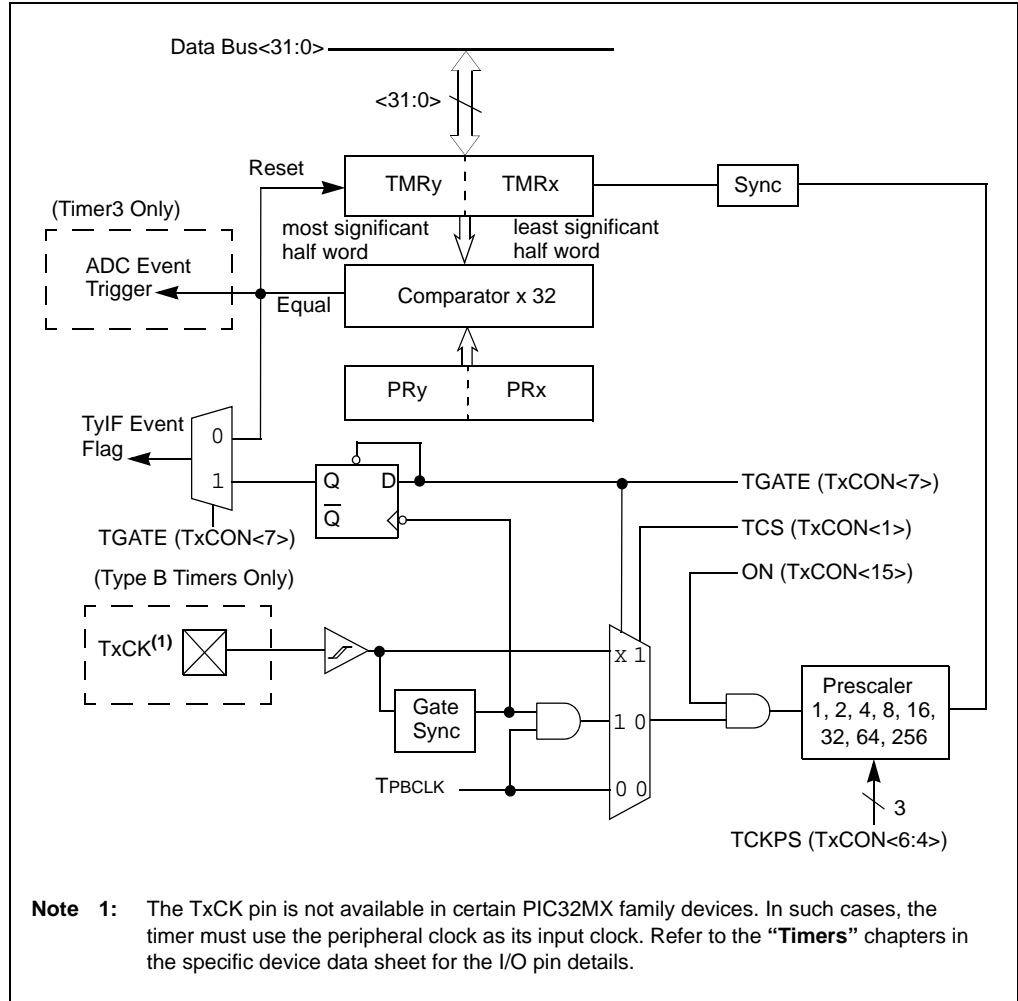 Data Bus<31:0>
<31:0>
Reset
TMRy
TMRx
Sync
(Timer3 Only)
most significant
half word
least significant
half word
ADC Event
Trigger
Equal
Comparator x 32
PRy
PRx
TyIF Event
Flag
0
1
Q
D
Q
TGATE (TxCON<7>)
TGATE (TxCON<7>)
TCS (TxCON<1>)
ON (TxCON<15>)
(Type B Timers Only)
TxCK(1)
x 1
Gate
Sync
1 0
Prescaler
1, 2, 4, 8, 16,
32, 64, 256
TPBCLK
0 0
3
TCKPS (TxCON<6:4>)
Note 1: The TxCK pin is not available in certain PIC32MX family devices. In such cases, the
timer must use the peripheral clock as its input clock. Refer to the “Timers” chapters in
the specific device data sheet for the I/O pin details.